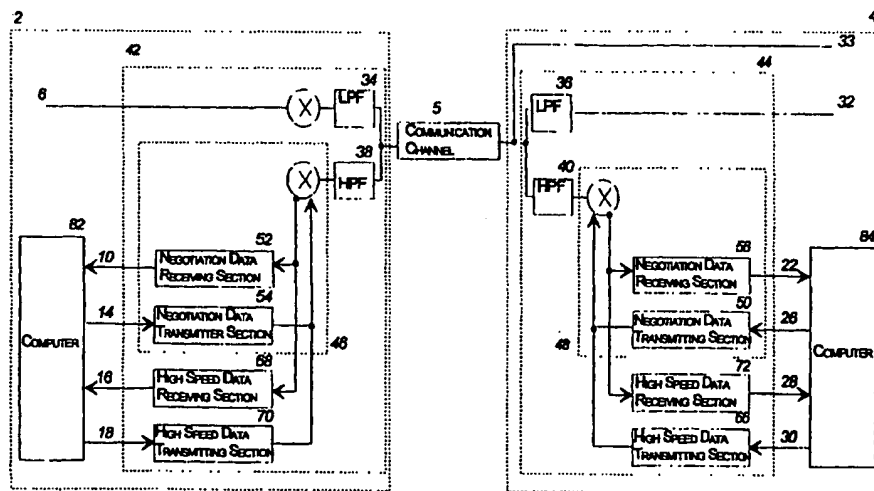 2
4
42
33
44
6
34
LPF
5
36
LPF
32
COMMUNICATION
CHANNEL
38
HPF
40
HPF
82
10
52
NEGOTIATION DATA
RECEIVING SECTION
58
NEGOTIATION DATA
RECEIVING SECTION
22
84
14
54
NEGOTIATION DATA
TRANSMITTER SECTION
50
NEGOTIATION DATA
TRANSMITTING SECTION
26
COMPUTER
46
48
COMPUTER
16
68
HIGH SPEED DATA
RECEIVING SECTION
72
HIGH SPEED DATA
RECEIVING SECTION
28
18
70
HIGH SPEED DATA
TRANSMITTING SECTION
66
HIGH SPEED DATA
TRANSMITTING SECTION
30